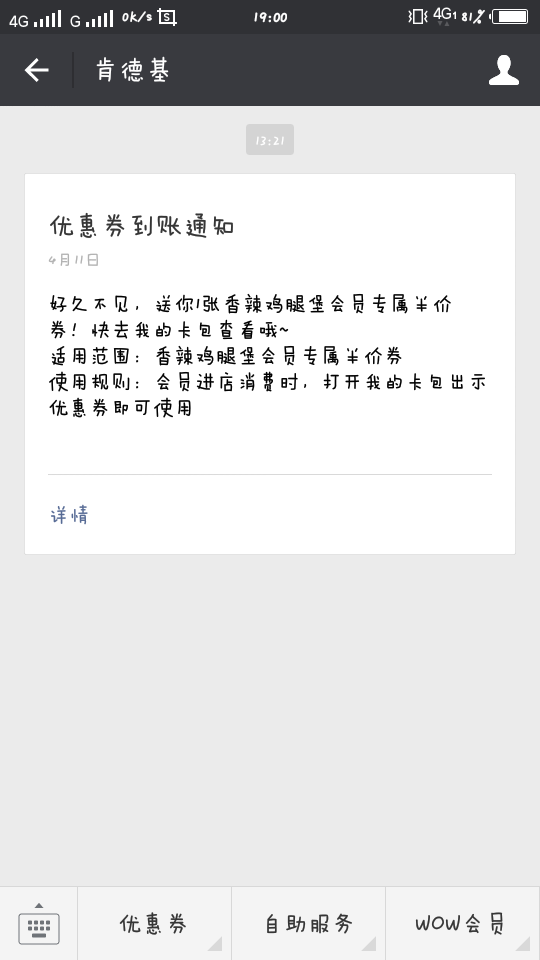 4G G 0k/s 19:00 4G 1 81%
肯德基
13:21
优惠券到账通知
4月11日
好久不见，送你1张香辣鸡腿堡会员专属半价
券！快去我的卡包查看哦~
适用范围：香辣鸡腿堡会员专属半价券
使用规则：会员进店消费时，打开我的卡包出示
优惠券即可使用
详情
优惠券 自助服务 WOW会员